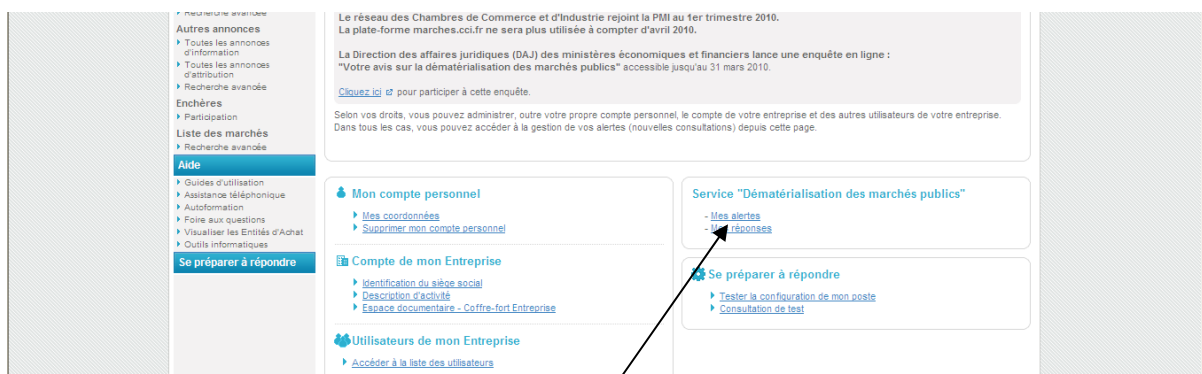 Recherche avancée
Autres annonces
Toutes les annonces
d'information
Toutes les annonces
d'attribution
Recherche avancée
Enchères
Participation
Liste des marchés
Recherche avancée
Aide
Guides d'utilisation
Assistance téléphonique
Autoformation
Foire aux questions
Visualiser les Entités d'Achat
Outils informatiques
Se préparer à répondre
Le réseau des Chambres de Commerce et d'Industrie rejoint la PMI au 1er trimestre 2010.
La plate-forme marches.cci.fr ne sera plus utilisée à compter d'avril 2010.
La Direction des affaires juridiques (DAJ) des ministères économiques et financiers lance une enquête en ligne :
"Votre avis sur la dématérialisation des marchés publics" accessible jusqu'au 31 mars 2010.
Cliquez ici pour participer à cette enquête.
Selon vos droits, vous pouvez administrer, outre votre propre compte personnel, le compte de votre entreprise et des autres utilisateurs de votre entreprise.
Dans tous les cas, vous pouvez accéder à la gestion de vos alertes (nouvelles consultations) depuis cette page.
Mon compte personnel
Mes coordonnées
Supprimer mon compte personnel
Compte de mon Entreprise
Identification du siège social
Description d'activité
Espace documentaire - Coffre-fort Entreprise
Utilisateurs de mon Entreprise
Accéder à la liste des utilisateurs
Service "Dématérialisation des marchés publics"
- Mes alertes
- Mes réponses
Se préparer à répondre
Tester la configuration de mon poste
Consultation de test